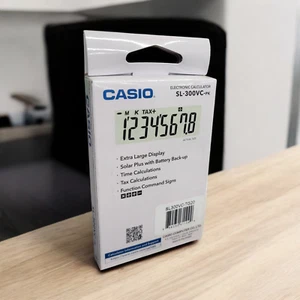 CASIO
ELECTRONIC CALCULATOR
SL-300VC-PK
M K TAX+
12345678
• Extra Large Display
• Solar Plus with Battery Back-up
• Time Calculations
• Tax Calculations
• Function Command Signs